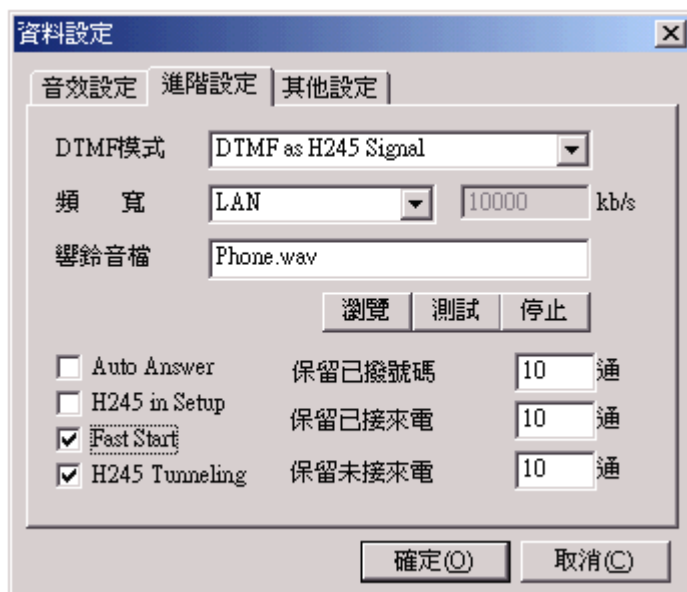 資料設定
音效設定 進階設定 其他設定
DTMF模式 DTMF as H245 Signal
頻 寬 LAN 10000 kb/s
響鈴音檔 Phone.wav
瀏覽 測試 停止
Auto Answer 保留已撥號碼 10 通
H245 in Setup
保留已接來電 10 通
Fast Start
H245 Tunneling 保留未接來電 10 通
確定(O) 取消(C)